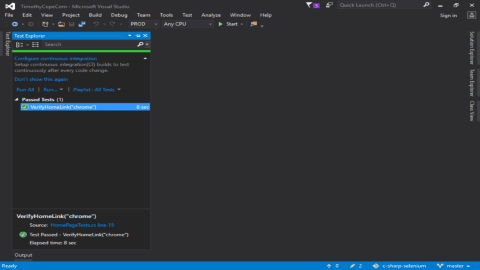 TimothyCopeComr - Microsoft Visual Studio
Quick Launch (Ctrl+Q)
FILE EDIT VIEW PROJECT BUILD DEBUG TEAM TOOLS TEST ANALYZE WINDOW HELP
Sign in
PROD
Any CPU
Start
Test Explorer
Test Explorer
Search
Configure continuous integration
Setup continuous integration(CI) builds to test
continuously after every code change.
Don't show this again
Run All | Run... | Playlist : All Tests
Passed Tests (1)
VerifyHomeLink("chrome") 8 sec
Solution Explorer
Team Explorer
Class View
VerifyHomeLink("chrome")
Source: HomePageTests.cs line 15
Test Passed - VerifyHomeLink("chrome")
Elapsed time: 8 sec
Output
Ready
0
2
c-sharp-selenium
master